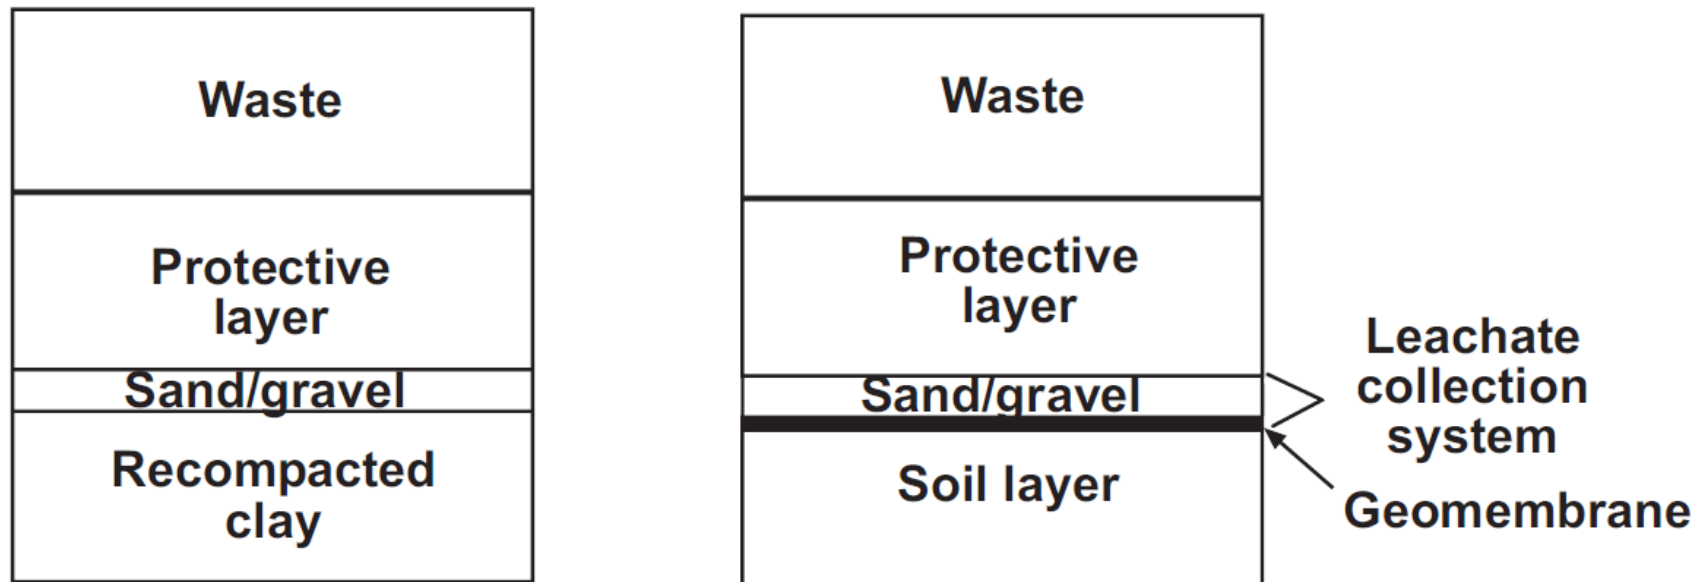 Waste
Protective
layer
Sand/gravel
Recompacted
clay
Waste
Protective
layer
Sand/gravel
Soil layer
Leachate
collection
system
Geomembrane